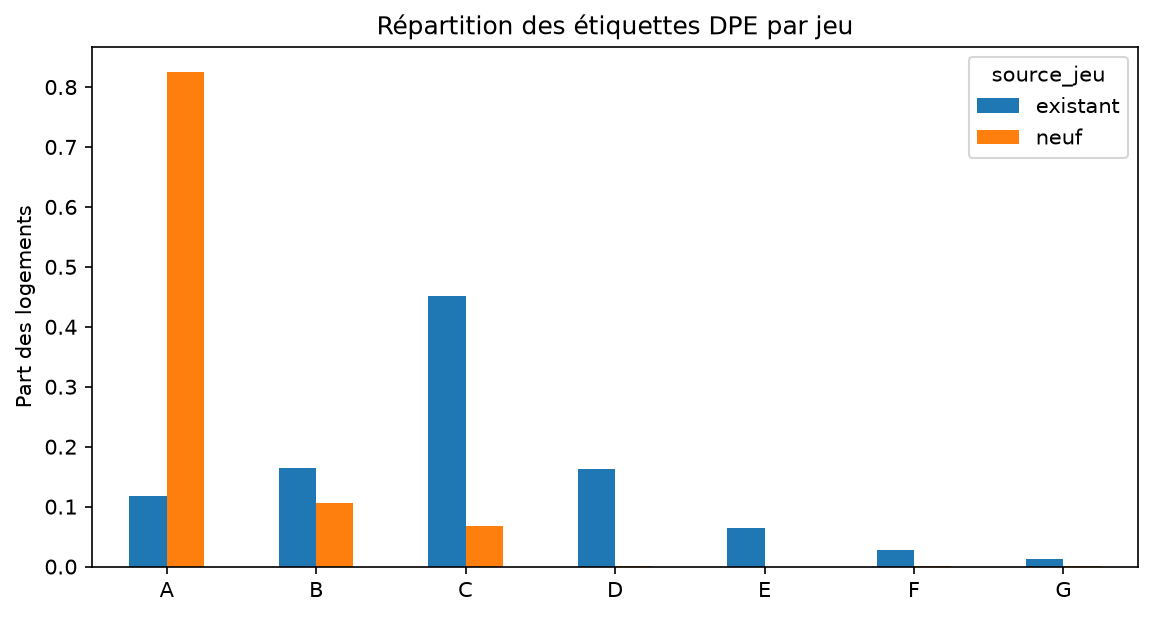 Répartition des étiquettes DPE par jeu
source_jeu
existant
neuf
Part des logements
0.8
0.7
0.6
0.5
0.4
0.3
0.2
0.1
0.0
A B C D E F G